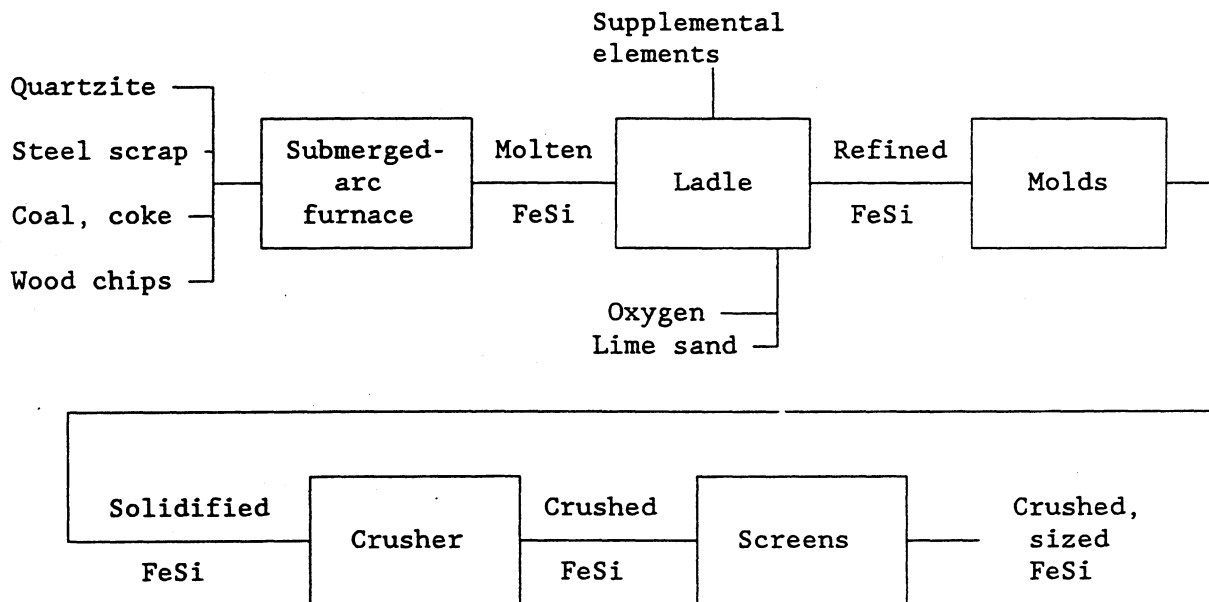 Supplemental
elements
Quartzite
Steel scrap
Coal, coke
Wood chips
Submerged-
arc
furnace
Molten
FeSi
Ladle
Refined
FeSi
Molds
Oxygen
Lime sand
Solidified
FeSi
Crusher
Crushed
FeSi
Screens
Crushed,
sized
FeSi